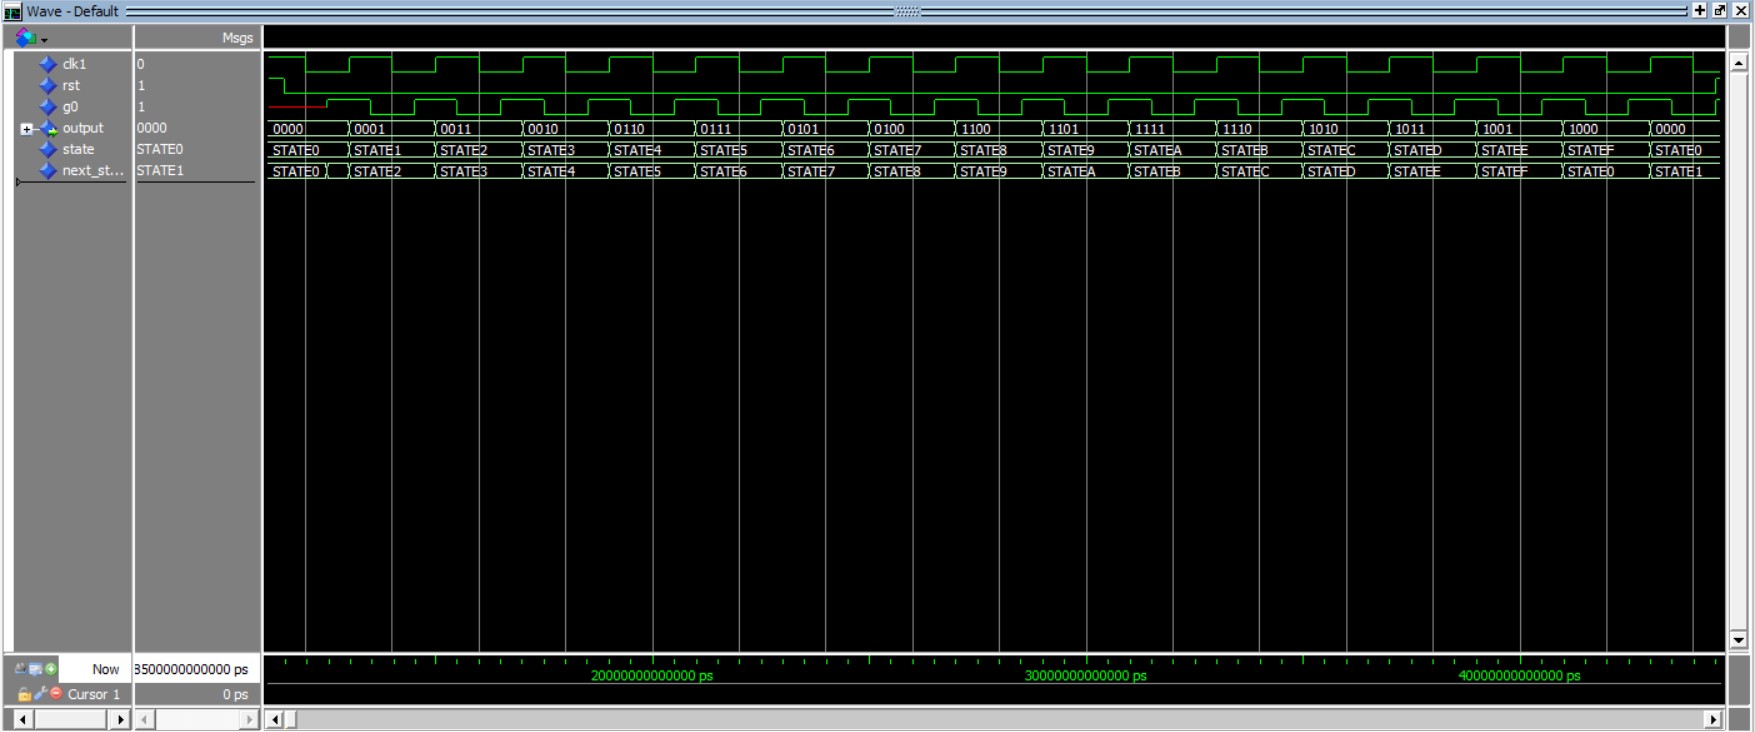 Wave - Default
Msgs
clk1 0
rst 1
g0 1
output 0000 0000 0001 0011 0010 0110 0111 0101 0100 1100 1101 1111 1110 1010 1011 1001 1000 0000
state STATE0 STATE0 STATE1 STATE2 STATE3 STATE4 STATE5 STATE6 STATE7 STATE8 STATE9 STATEA STATEB STATEC STATED STATEE STATEF STATE0
next_st... STATE1 STATE0 STATE2 STATE3 STATE4 STATE5 STATE6 STATE7 STATE8 STATE9 STATEA STATEB STATEC STATED STATEE STATEF STATE0 STATE1
Now 3500000000000 ps 20000000000000 ps 30000000000000 ps 40000000000000 ps
Cursor 1 0 ps